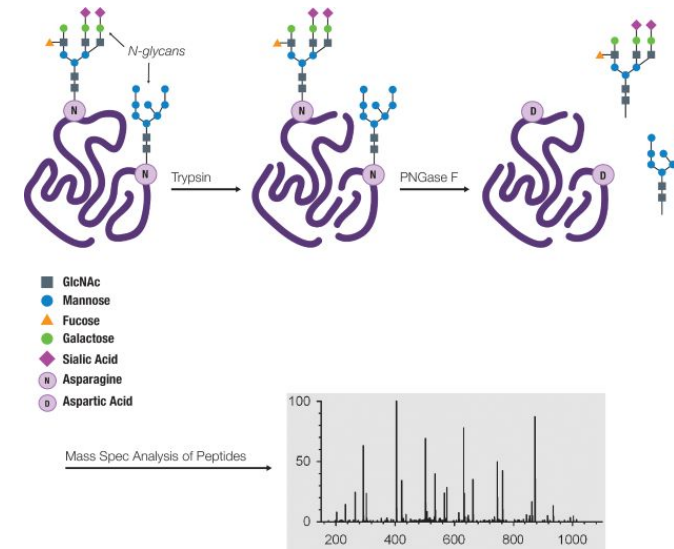 N-glycans
N
N
Trypsin
N
N
PNGase F
D
D
GlcNAc
Mannose
Fucose
Galactose
Sialic Acid
N Asparagine
D Aspartic Acid
Mass Spec Analysis of Peptides
100
50
0
200 400 600 800 1000